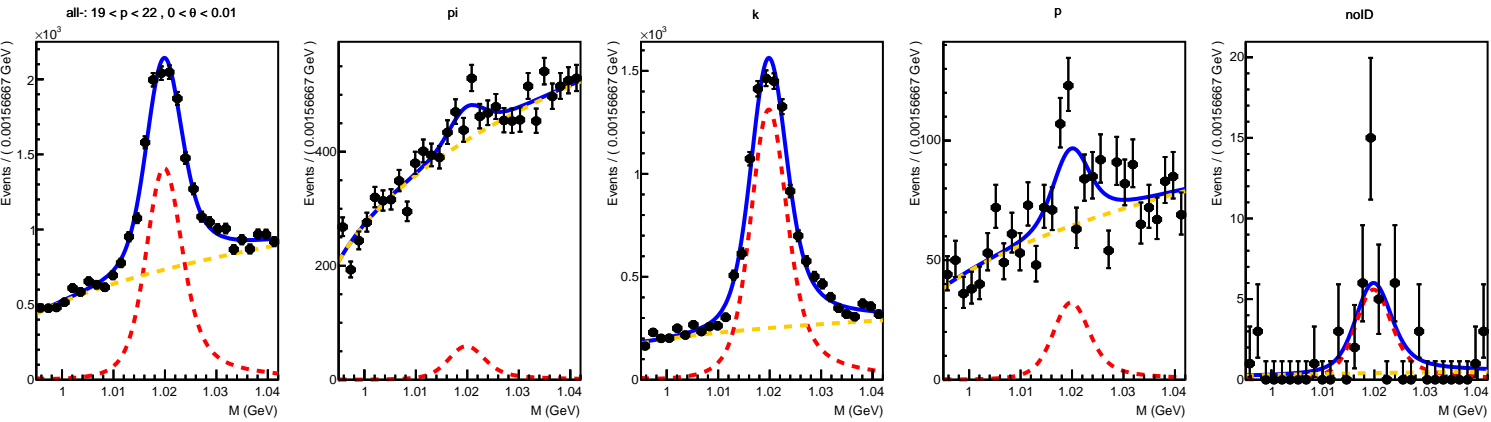 all-: 19 < p < 22 , 0 < θ < 0.01
×10³
Events / ( 0.00156667 GeV )
2
1.5
1
0.5
0
1 1.01 1.02 1.03 1.04
M (GeV)
pi
Events / ( 0.00156667 GeV )
400
200
0
1 1.01 1.02 1.03 1.04
M (GeV)
k
×10³
Events / ( 0.00156667 GeV )
1.5
1
0.5
0
1 1.01 1.02 1.03 1.04
M (GeV)
p
Events / ( 0.00156667 GeV )
100
50
0
1 1.01 1.02 1.03 1.04
M (GeV)
noID
Events / ( 0.00156667 GeV )
20
15
10
5
0
1 1.01 1.02 1.03 1.04
M (GeV)